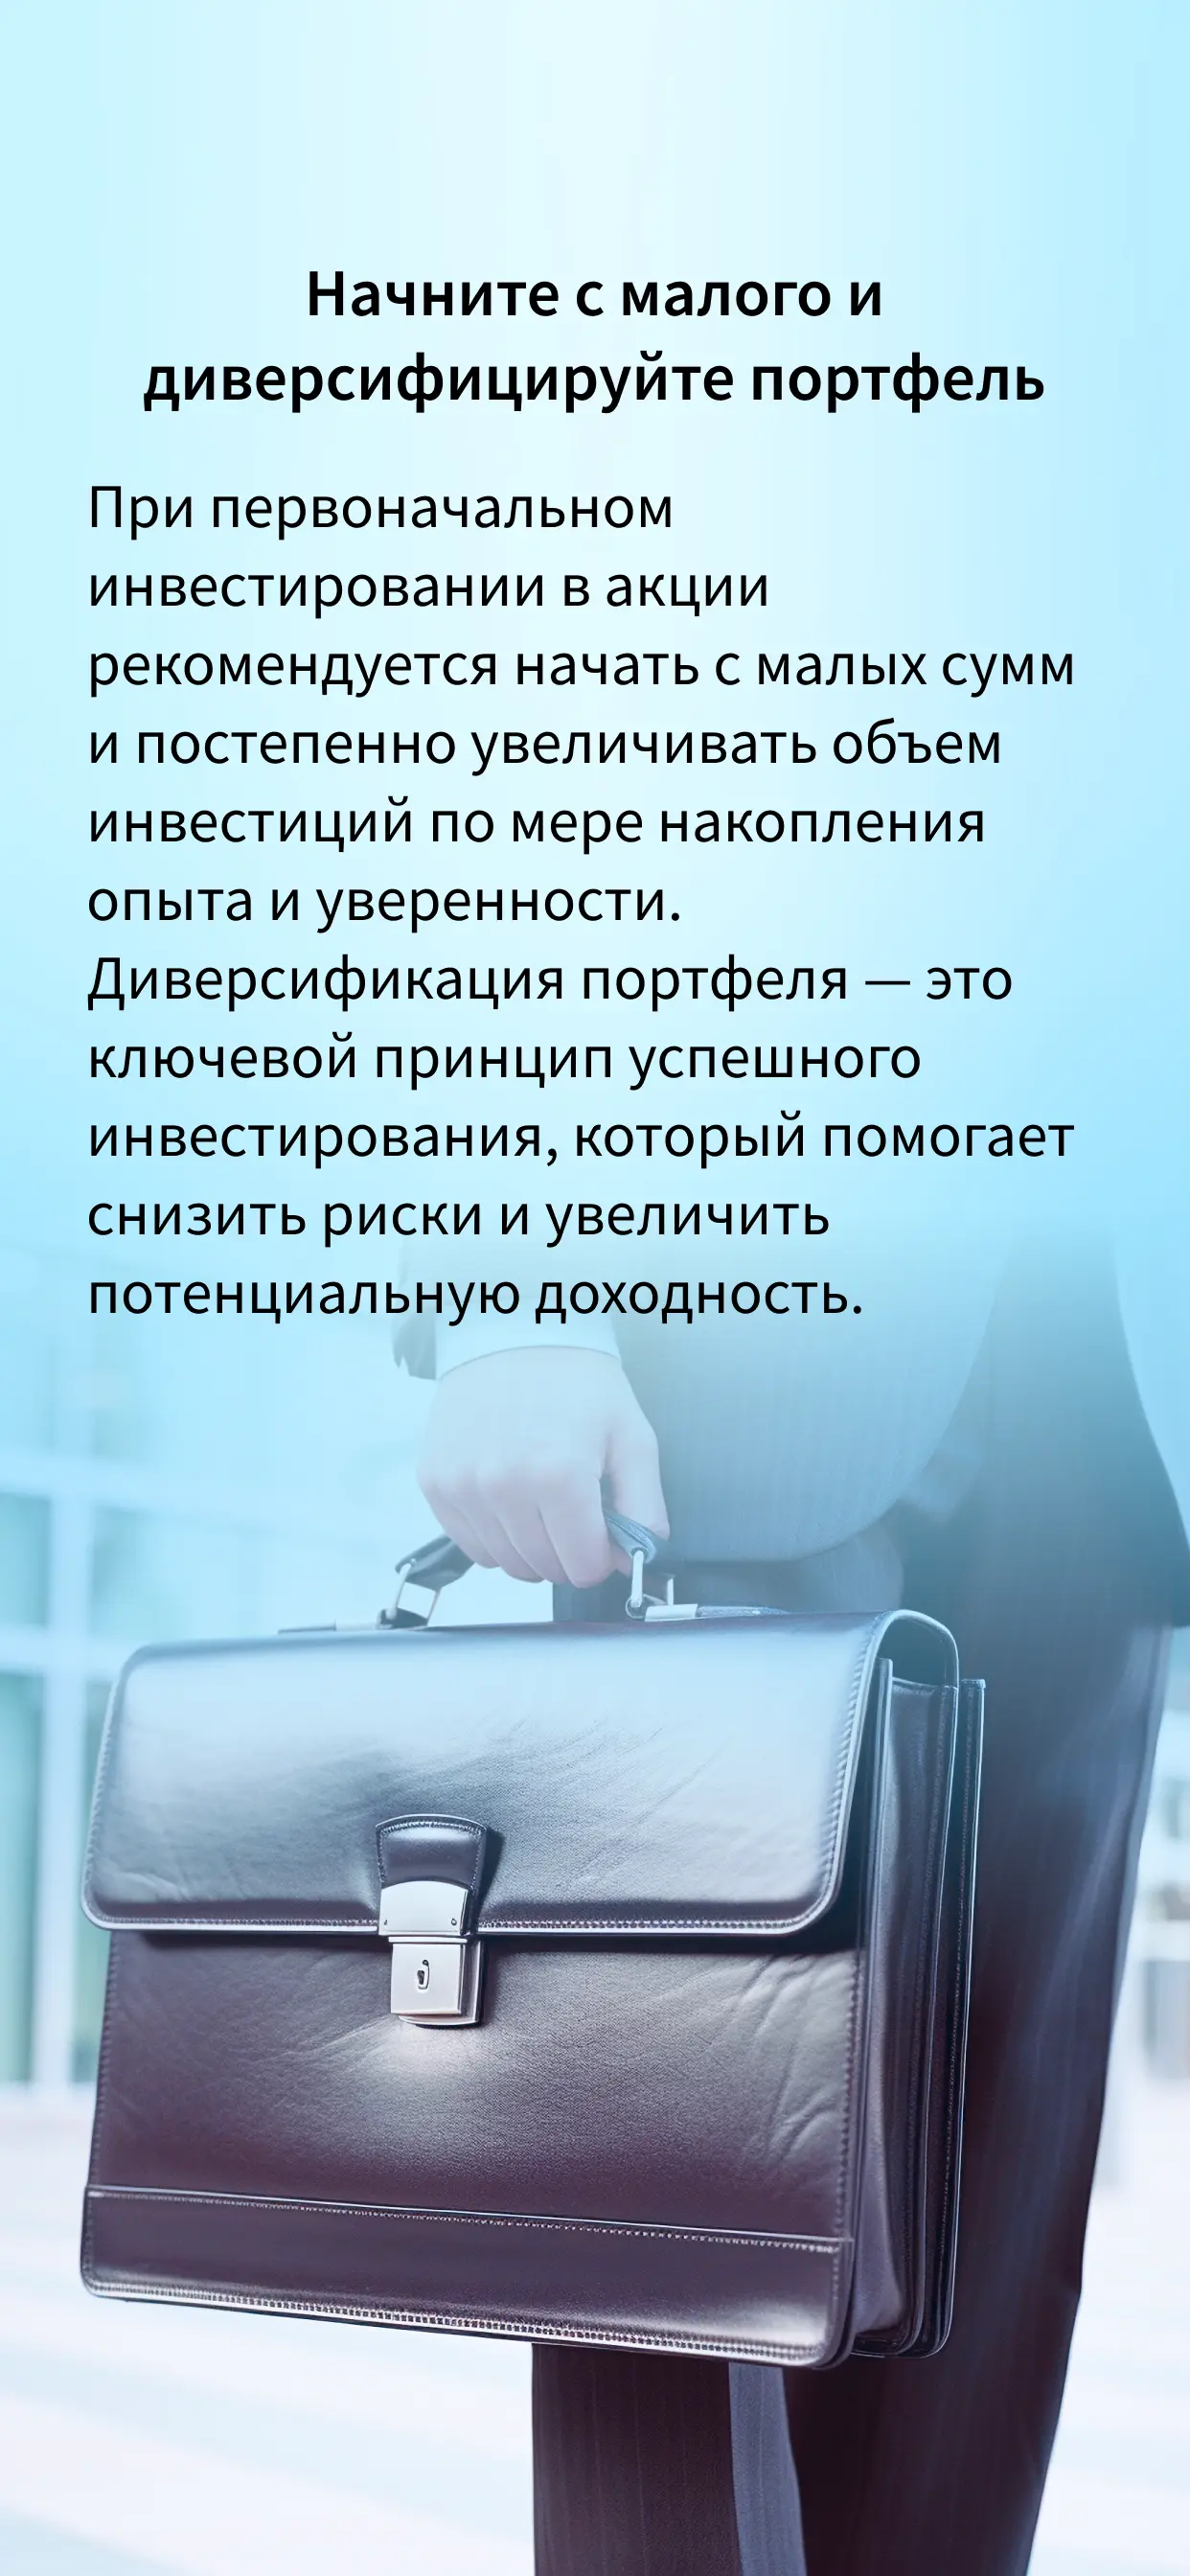 Начните с малого и
диверсифицируйте портфель
При первоначальном
инвестировании в акции
рекомендуется начать с малых сумм
и постепенно увеличивать объем
инвестиций по мере накопления
опыта и уверенности.
Диверсификация портфеля — это
ключевой принцип успешного
инвестирования, который помогает
снизить риски и увеличить
потенциальную доходность.